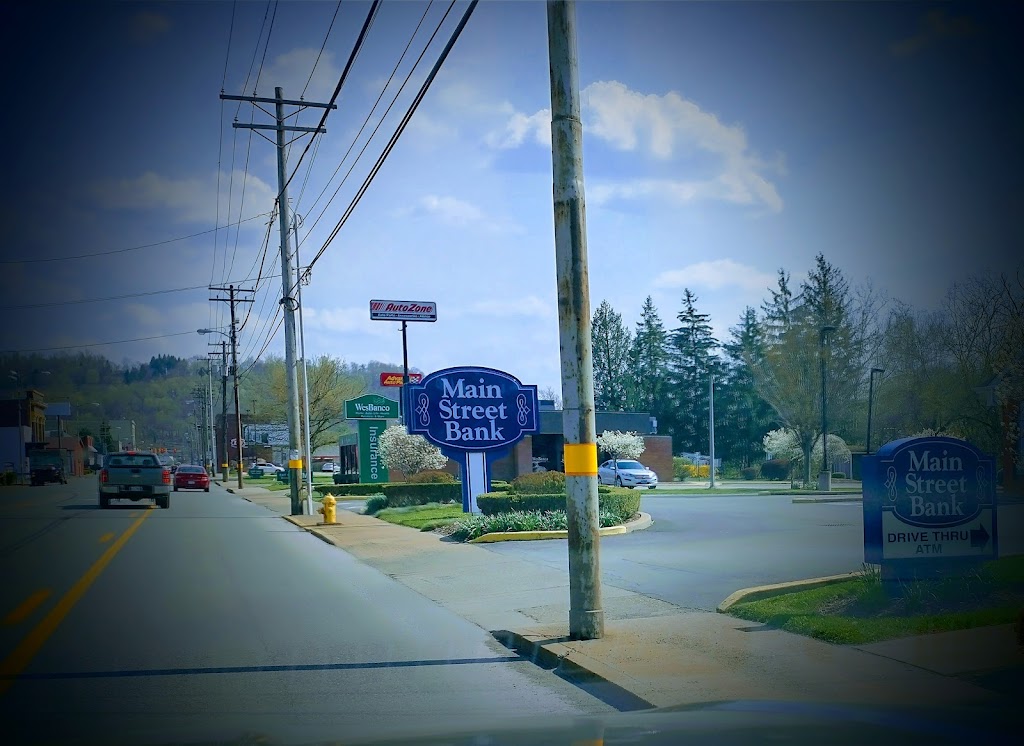 AutoZone
WesBanco
Insurance
Main
Street
Bank
Main
Street
Bank
DRIVE THRU
ATM